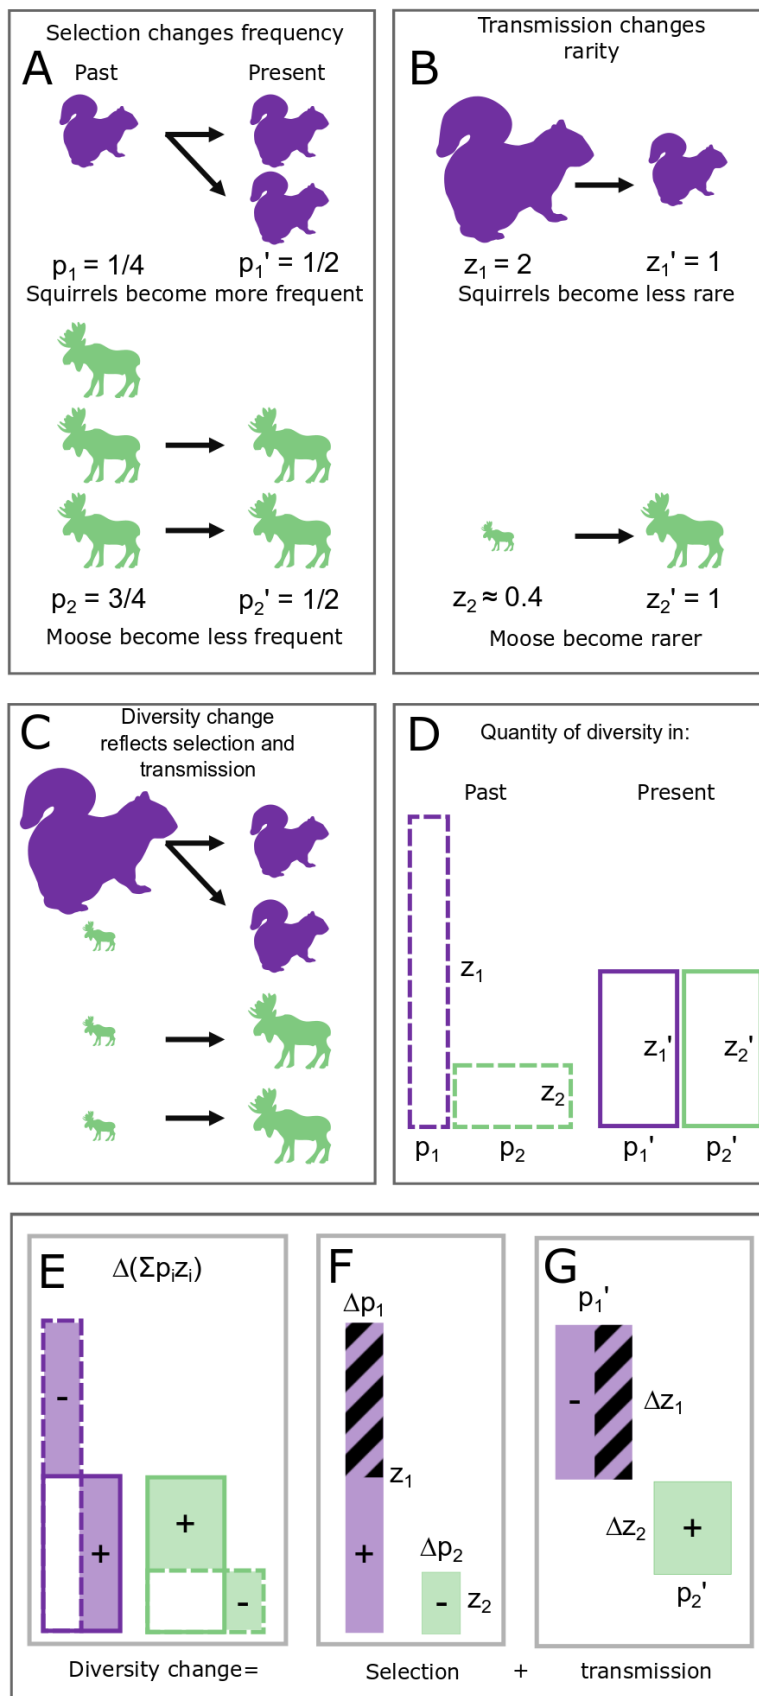 Selection changes frequency
A
Past Present
p₁ = 1/4 p₁' = 1/2
Squirrels become more frequent
p₂ = 3/4 p₂' = 1/2
Moose become less frequent
Transmission changes
rarity
B
z₁ = 2 z₁' = 1
Squirrels become less rare
z₂ ≈ 0.4 z₂' = 1
Moose become rarer
C
Diversity change
reflects selection and
transmission
D
Quantity of diversity in:
Past Present
z₁
z₂
z₁' z₂'
p₁ p₂ p₁' p₂'
E
Δ(Σpᵢzᵢ)
-
+
+
-
F
Δp₁
z₁
+
Δp₂
-
z₂
G
p₁'
-
Δz₁
Δz₂
+
p₂'
Diversity change= Selection + transmission